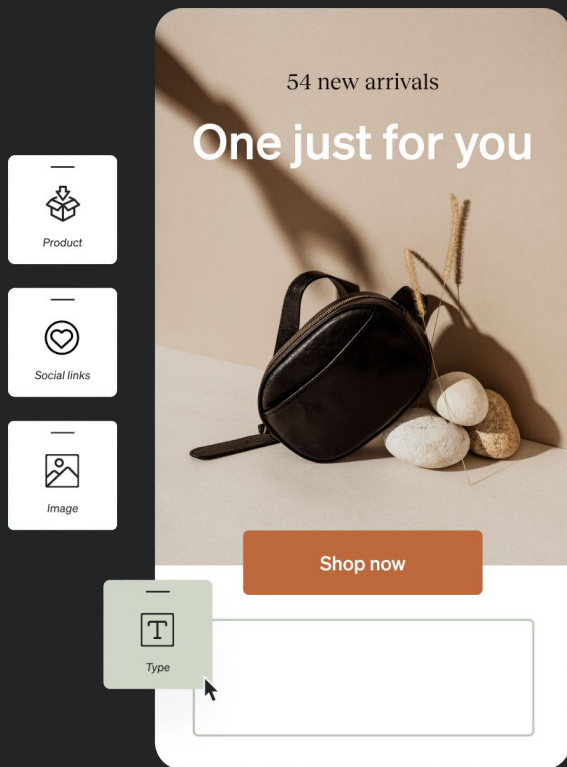 54 new arrivals
One just for you
Product
Social links
Image
Shop now
T
Type